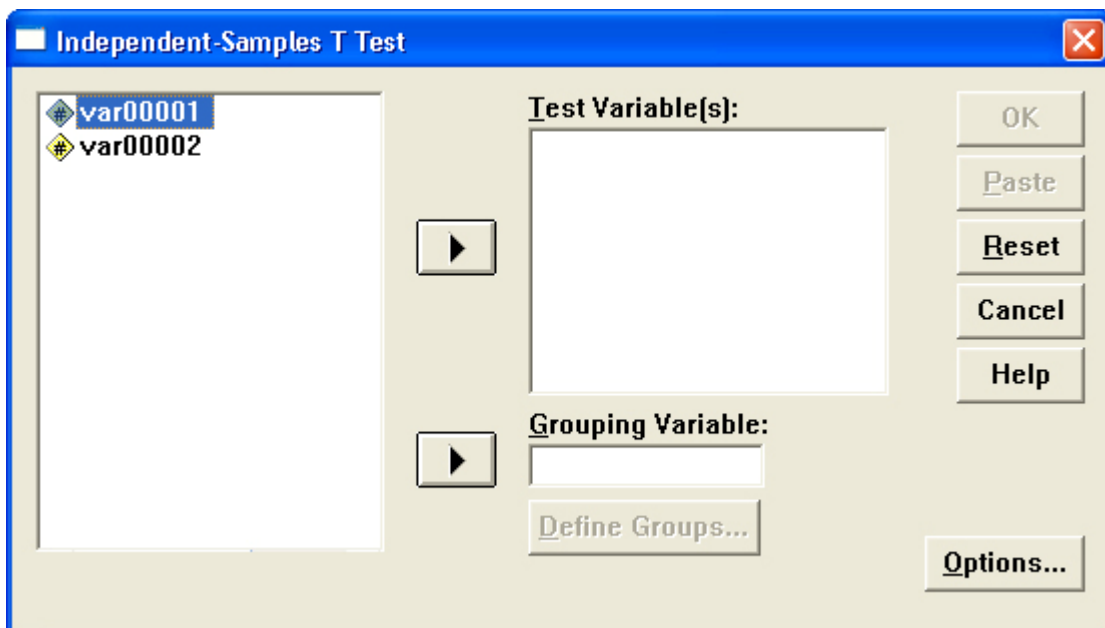 Independent-Samples T Test
var00001
var00002
Test Variable(s):
OK
Paste
Reset
Cancel
Help
Grouping Variable:
Define Groups...
Options...